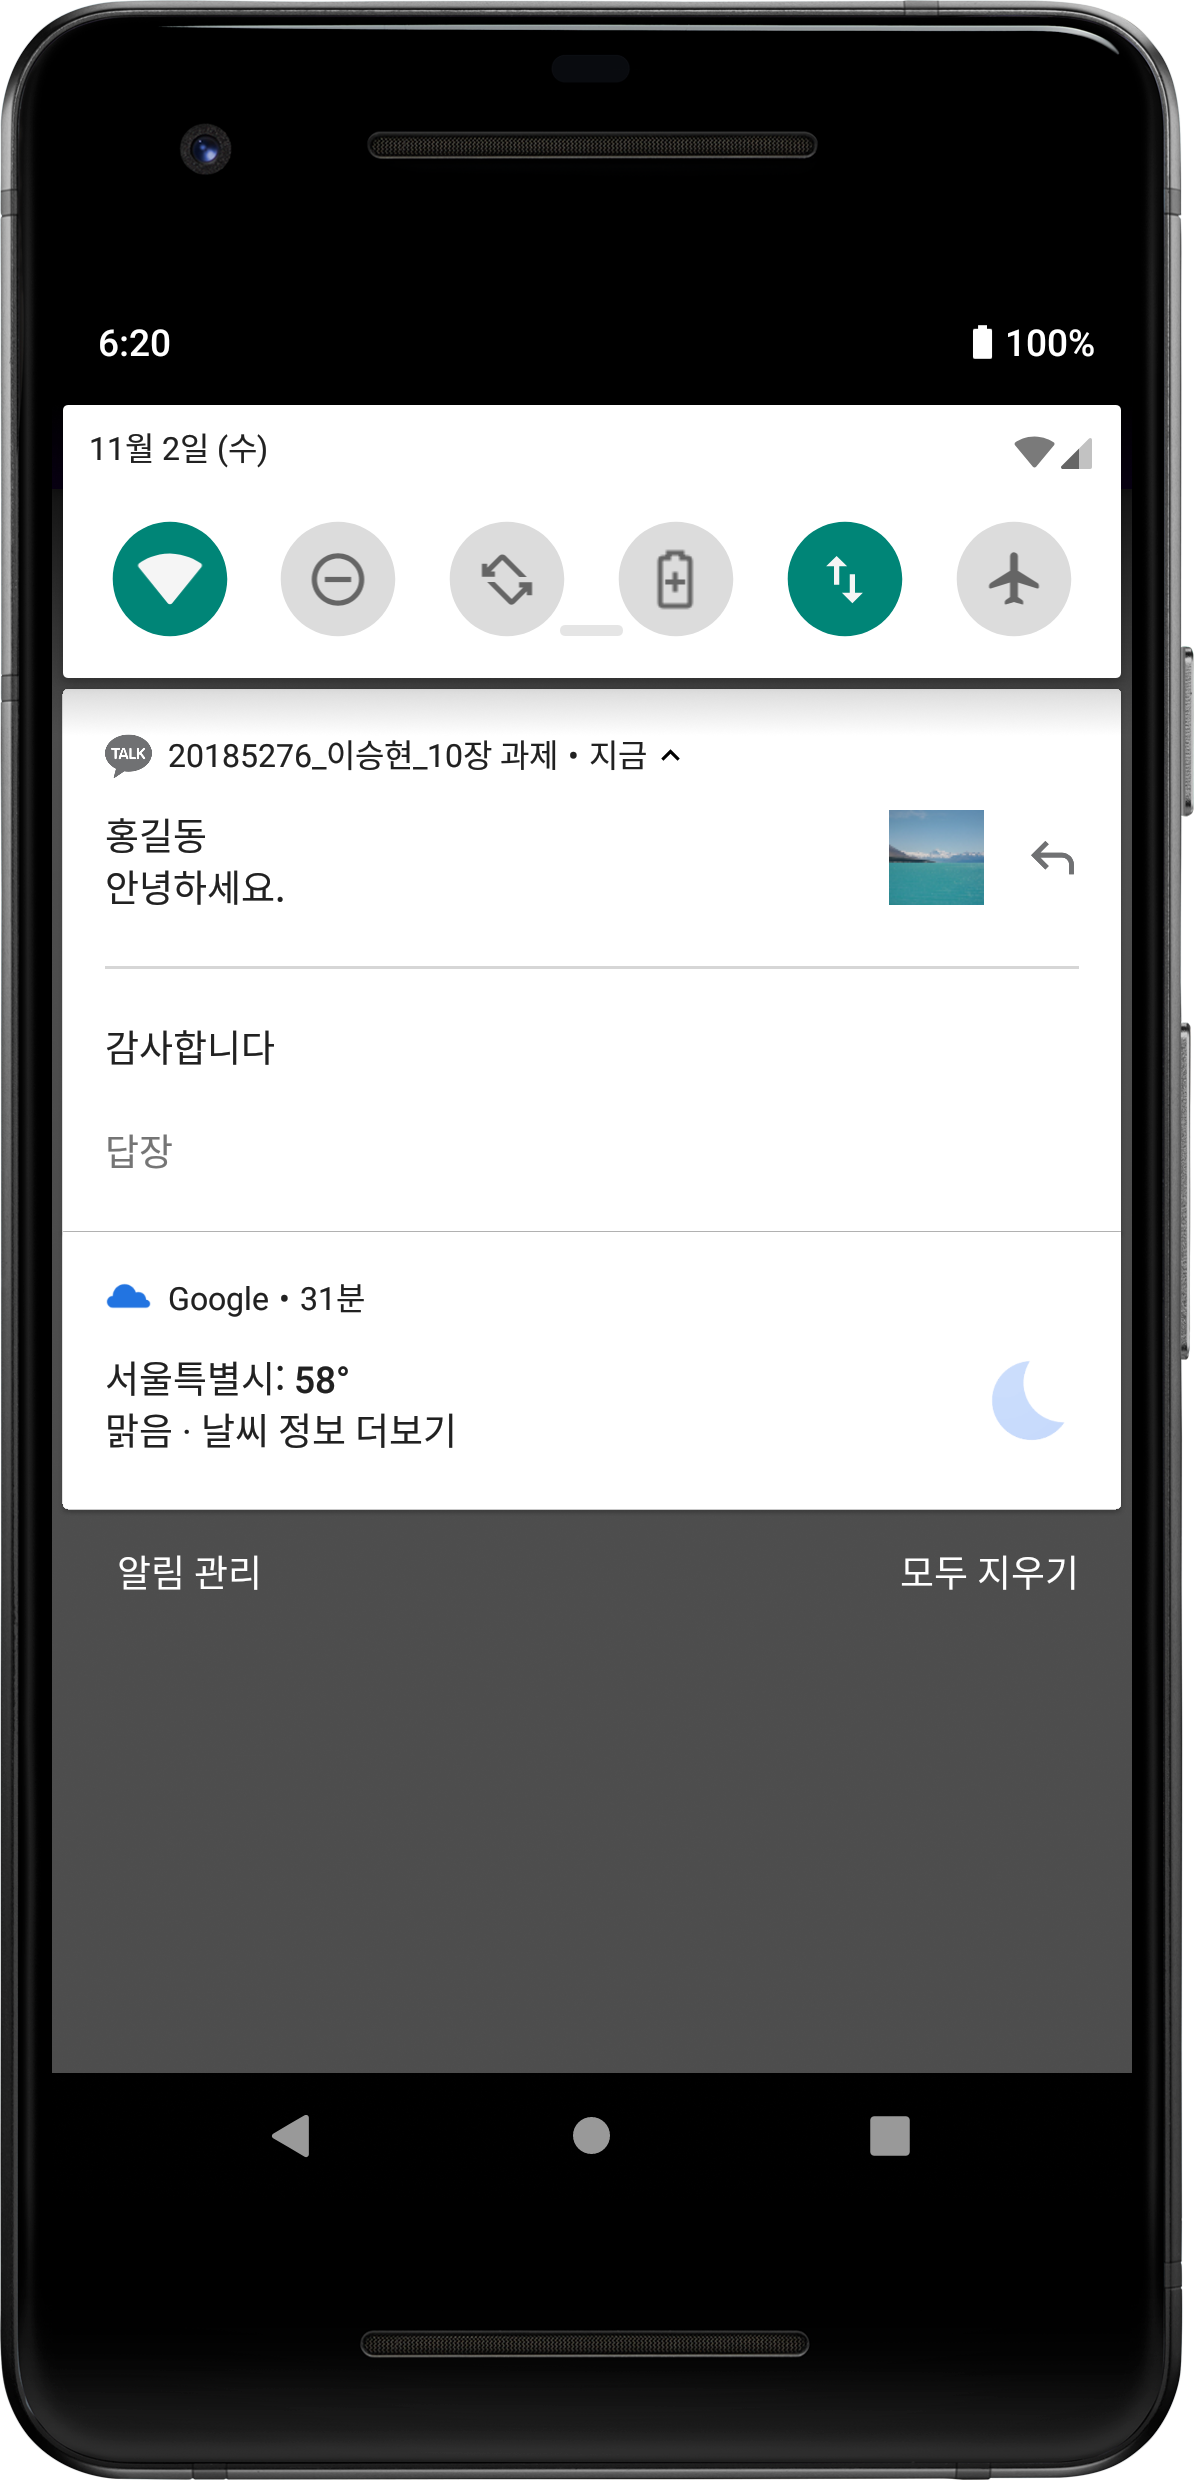 6:20 100%
11월 2일 (수)
TALK 20185276_이승현_10장 과제 • 지금
홍길동
안녕하세요.
감사합니다
답장
Google • 31분
서울특별시: 58°
맑음 · 날씨 정보 더보기
알림 관리 모두 지우기